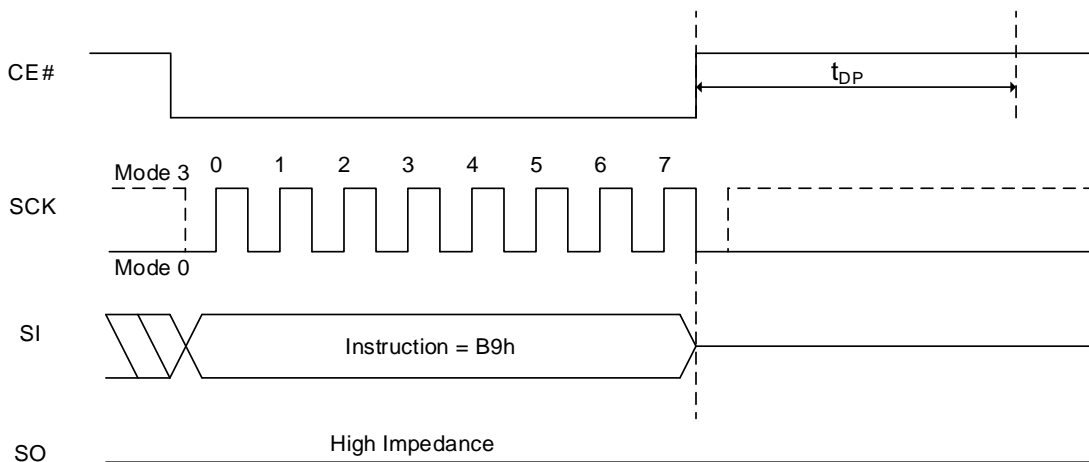 CE#
tDP
Mode 3
0 1 2 3 4 5 6 7
SCK
Mode 0
SI
Instruction = B9h
SO
High Impedance